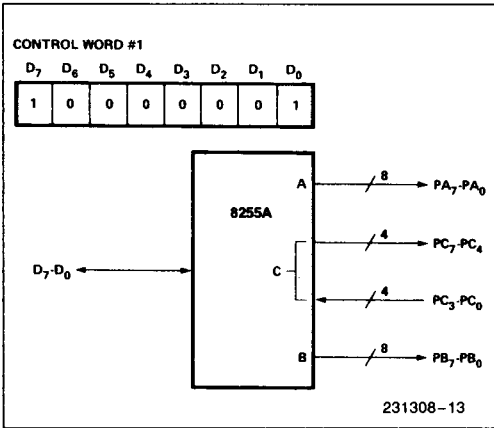 CONTROL WORD #1
D7 D6 D5 D4 D3 D2 D1 D0
1 0 0 0 0 0 0 1
A 8 PA7-PA0
8255A
4 PC7-PC4
D7-D0 C
4 PC3-PC0
B 8 PB7-PB0
231308-13